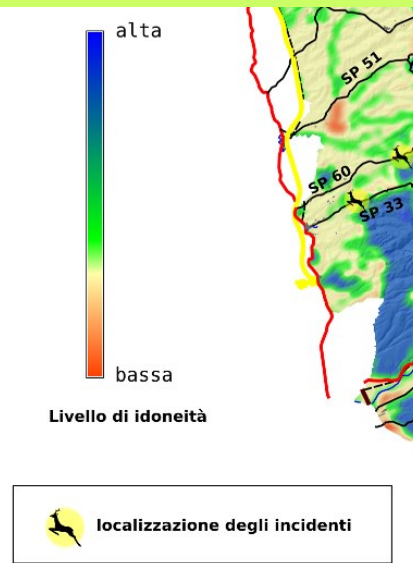 alta
SP 51
SP 60
SP 33
bassa
Livello di idoneità
localizzazione degli incidenti